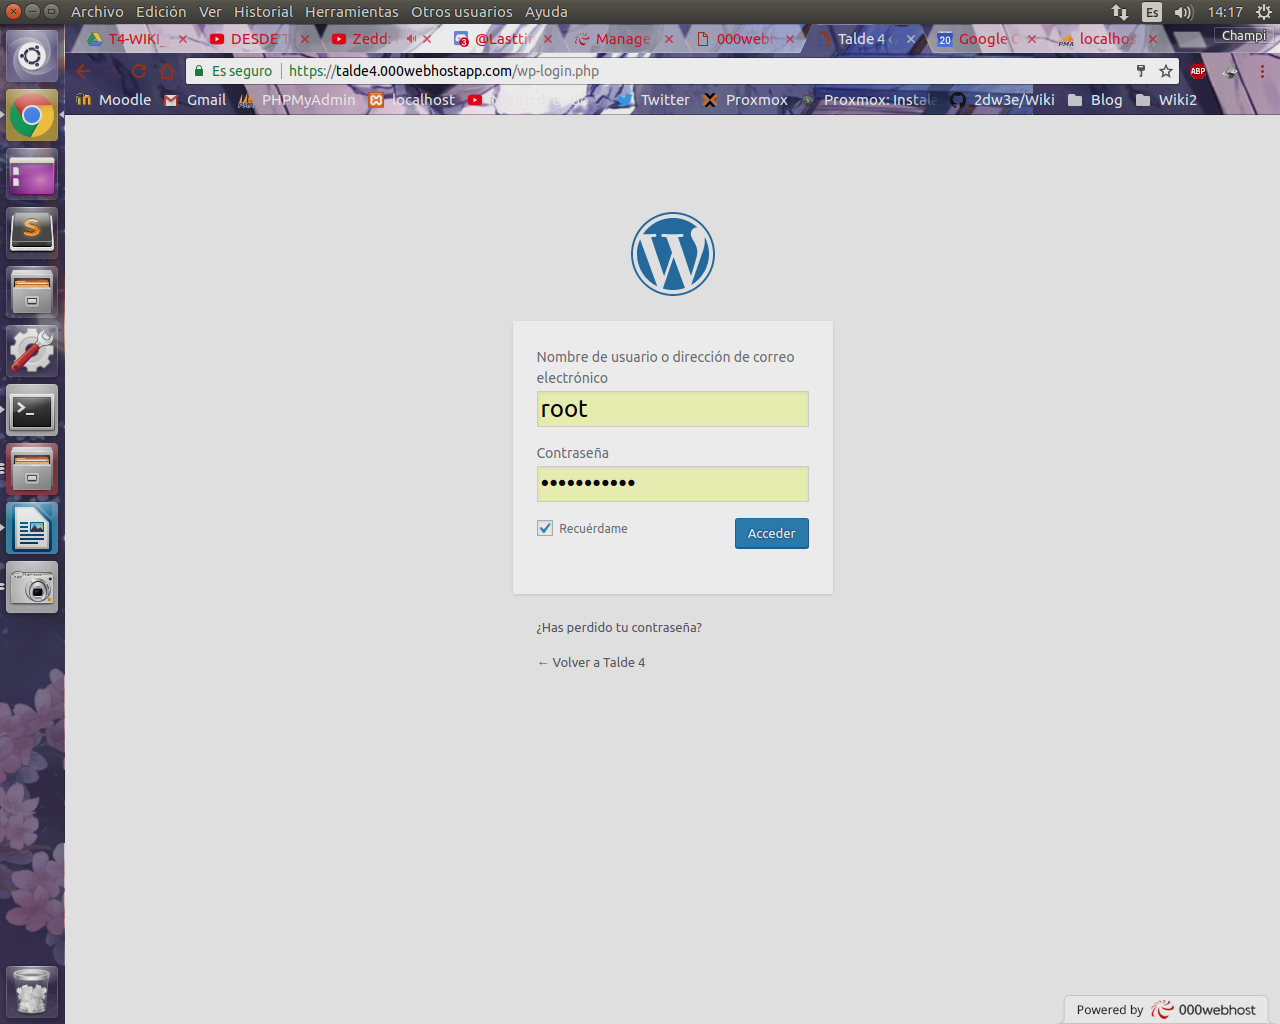 Archivo Edición Ver Historial Herramientas Otros usuarios Ayuda Es 14:17
T4-WIKI_ DESDE T Zedd: @Lasttir Manage 000webh Talde 4 Google C localhos Champi
Es seguro https://talde4.000webhostapp.com/wp-login.php ABP
Moodle Gmail PHPMyAdmin localhost Twitter Proxmox Proxmox: Instala 2dw3e/Wiki Blog Wiki2
Nombre de usuario o dirección de correo
electrónico
root
Contraseña
•••••••••••
Recuérdame Acceder
¿Has perdido tu contraseña?
← Volver a Talde 4
Powered by 000webhost